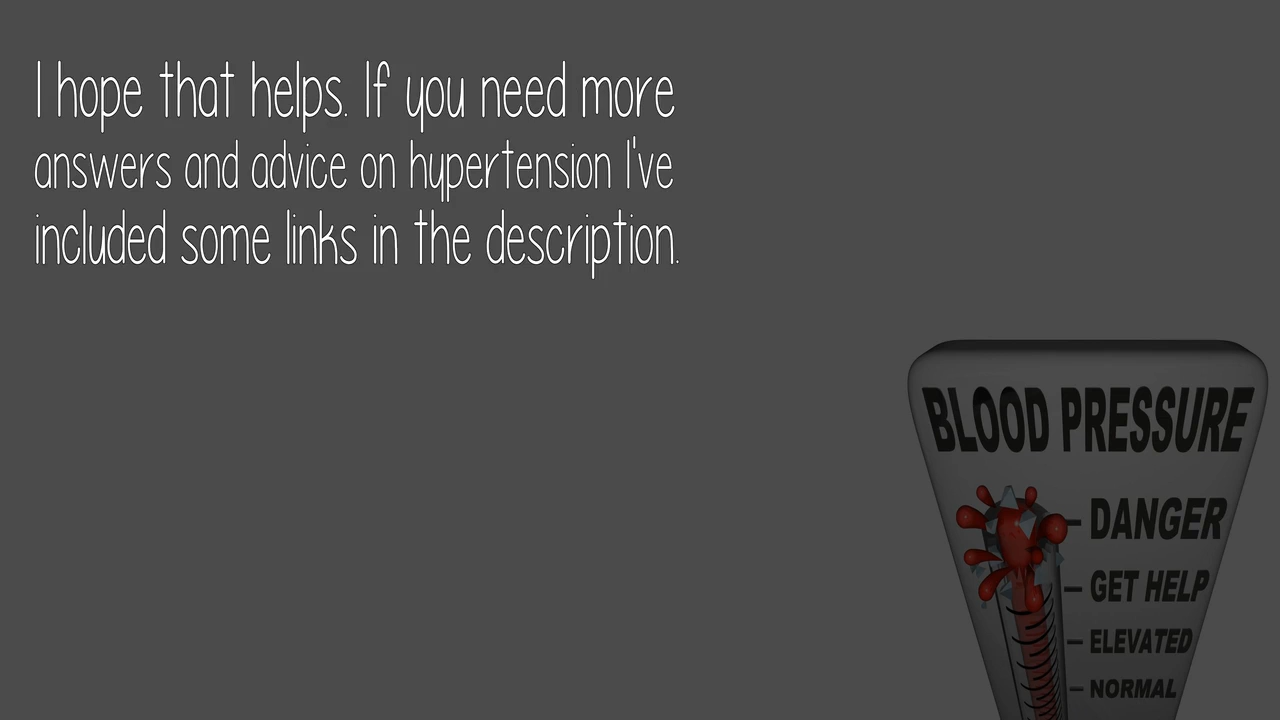 I hope that helps. If you need more
answers and advice on hypertension I've
included some links in the description.
BLOOD PRESSURE
DANGER
GET HELP
ELEVATED
NORMAL